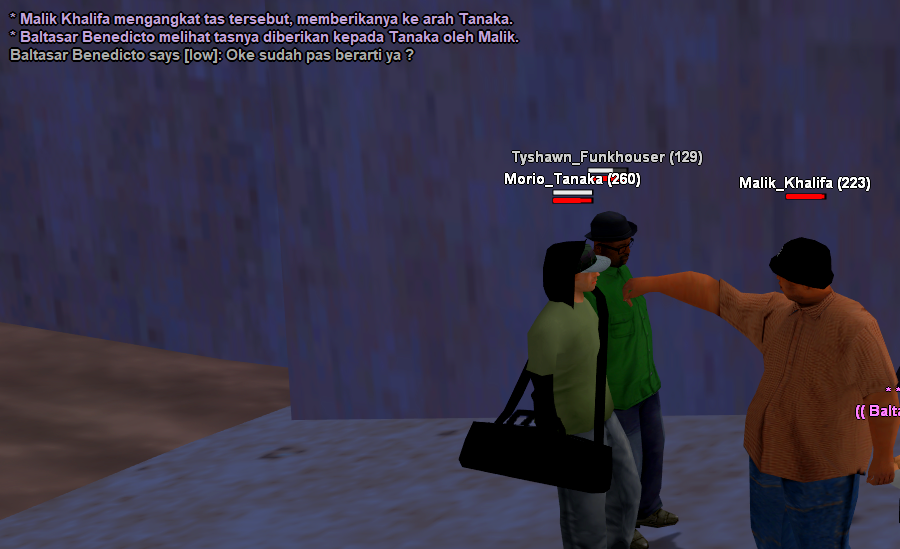 * Malik Khalifa mengangkat tas tersebut, memberikanya ke arah Tanaka.
* Baltasar Benedicto melihat tasnya diberikan kepada Tanaka oleh Malik.
Baltasar Benedicto says [low]: Oke sudah pas berarti ya ?
Tyshawn_Funkhouser (129)
Morio_Tanaka (260)
Malik_Khalifa (223)
* *
(( Balta